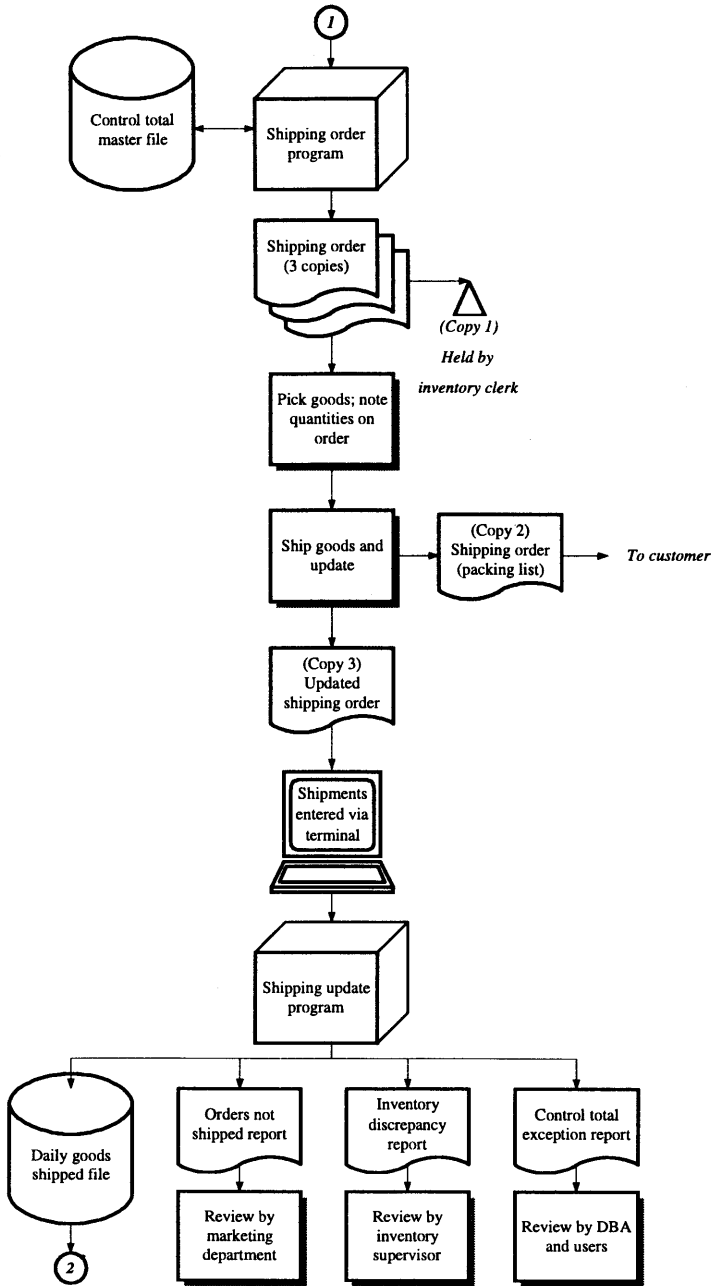 1
Control total
master file
Shipping order
program
Shipping order
(3 copies)
(Copy 1)
Held by
inventory clerk
Pick goods; note
quantities on
order
Ship goods and
update
(Copy 2)
Shipping order
(packing list)
To customer
(Copy 3)
Updated
shipping order
Shipments
entered via
terminal
Shipping update
program
Daily goods
shipped file
Orders not
shipped report
Inventory
discrepancy
report
Control total
exception report
2
Review by
marketing
department
Review by
inventory
supervisor
Review by DBA
and users